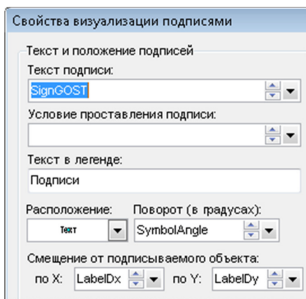 Свойства визуализации подписями
Текст и положение подписей
Текст подписи:
SignGOST
Условие проставления подписи:
Текст в легенде:
Подписи
Расположение: Поворот (в градусах):
Текст SymbolAngle
Смещение от подписываемого объекта:
по X: LabelDx по Y: LabelDy